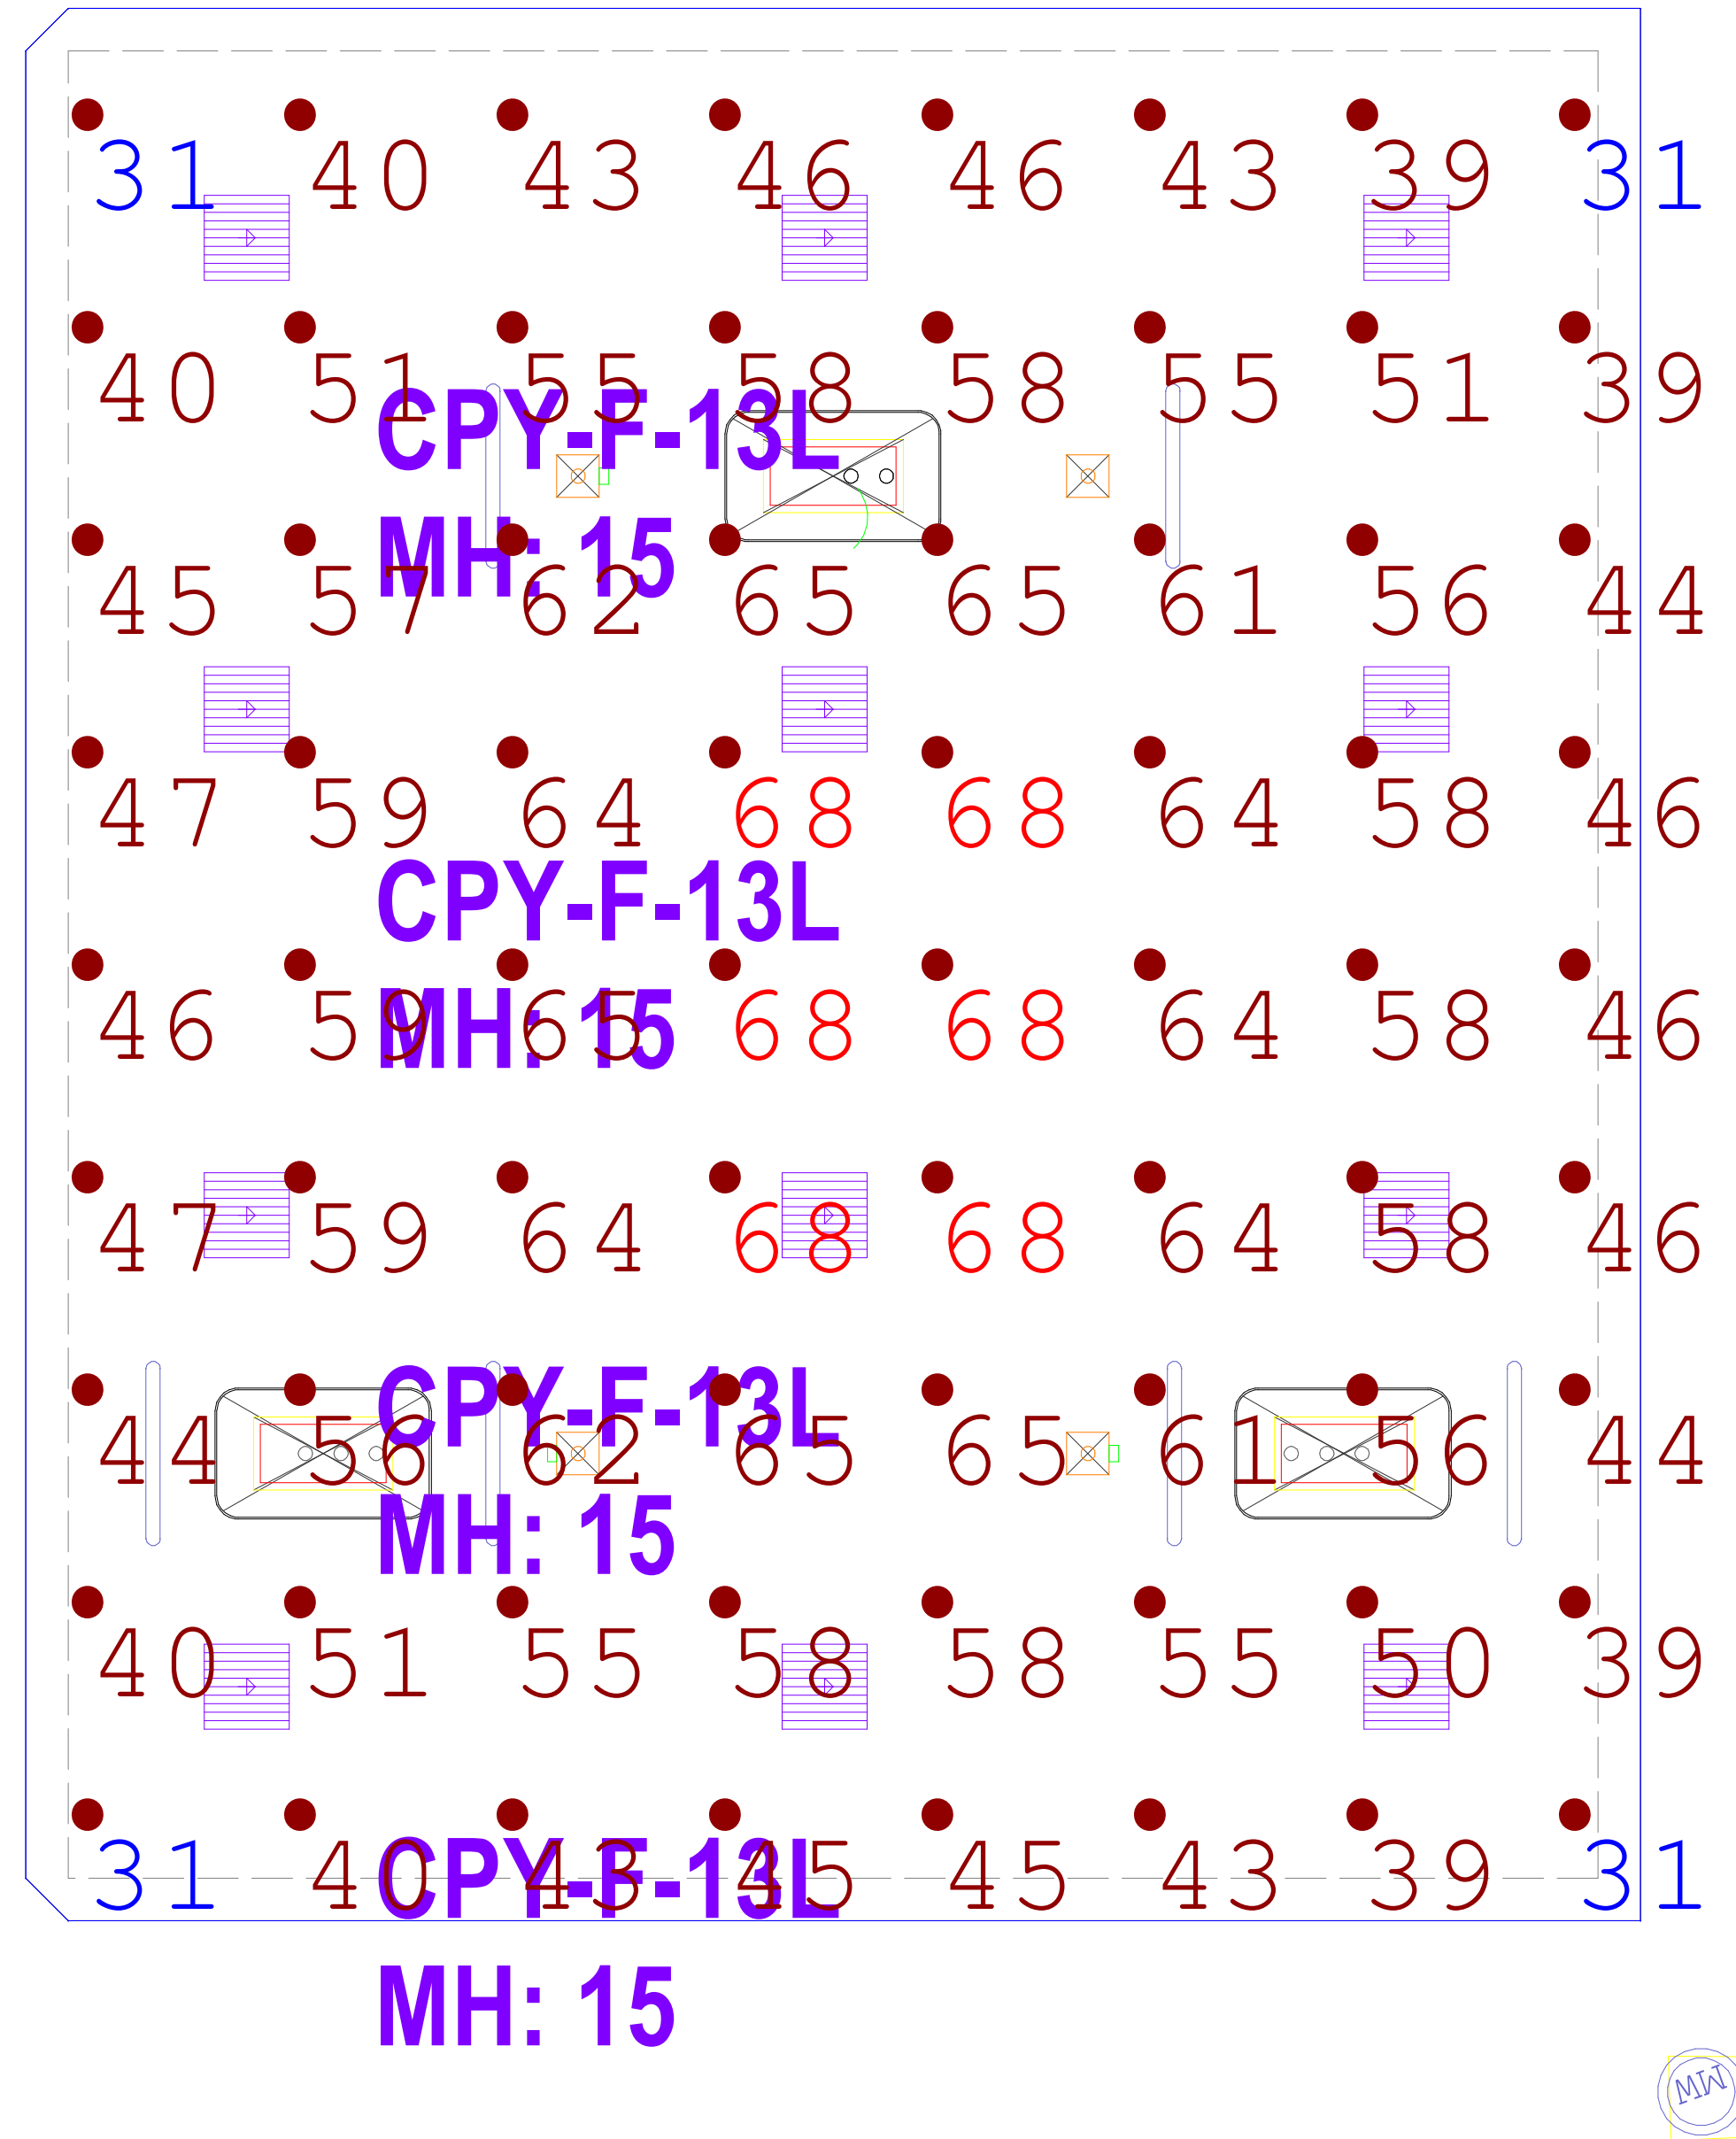 31 40 43 46 46 43 39 31
40 51 55 58 58 55 51 39
CPY-F-13L
MH: 15
45 57 62 65 65 61 56 44
47 59 64 68 68 64 58 46
CPY-F-13L
MH: 15
46 59 65 68 68 64 58 46
47 59 64 68 68 64 58 46
CPY-F-13L
44 56 62 65 65 61 56 44
MH: 15
40 51 55 58 58 55 50 39
CPY-F-13L
31 40 43 45 45 43 39 31
MH: 15
MW